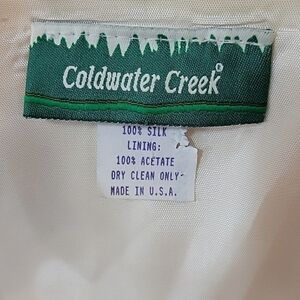 Coldwater Creek®
100% SILK
LINING:
100% ACETATE
DRY CLEAN ONLY
MADE IN U.S.A.